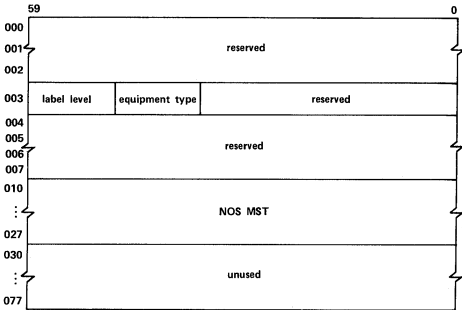 59 0
000
001 reserved
002
003 label level equipment type reserved
004
005
006 reserved
007
010
⋮ NOS MST
027
030
⋮ unused
077